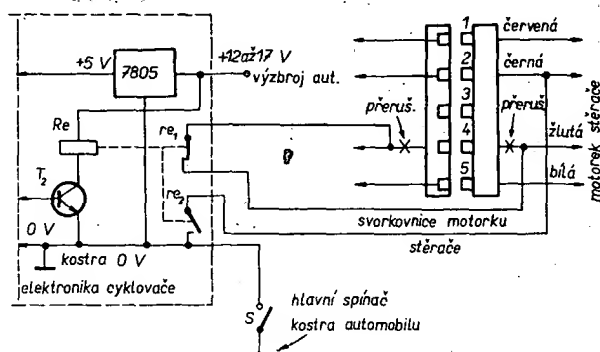 +5 V
7805
+12až17 V
výzbroj aut.
Re
re1
T2
re2
0 V
kostra 0 V
elektronika cyklovače
S
hlavní spínač
kostra automobilu
přeruš.
1
2
3
4
5
přeruš.
červená
černá
žlutá
bílá
motorek stěrače
svorkovnice motorku
stěrače